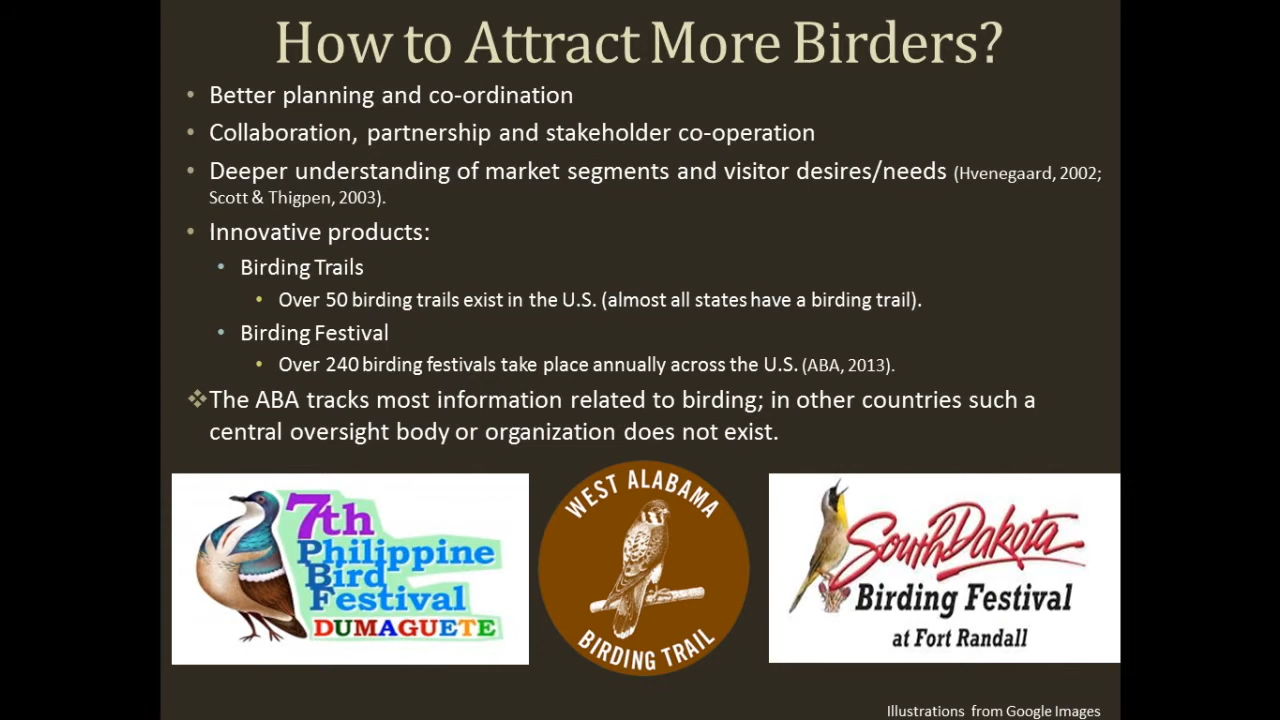 How to Attract More Birders?
• Better planning and co-ordination
• Collaboration, partnership and stakeholder co-operation
• Deeper understanding of market segments and visitor desires/needs (Hvenegaard, 2002;
Scott & Thigpen, 2003).
• Innovative products:
• Birding Trails
• Over 50 birding trails exist in the U.S. (almost all states have a birding trail).
• Birding Festival
• Over 240 birding festivals take place annually across the U.S. (ABA, 2013).
❖The ABA tracks most information related to birding; in other countries such a
central oversight body or organization does not exist.
7th
Philippine
Bird
Festival
DUMAGUETE
WEST ALABAMA
BIRDING TRAIL
South Dakota
Birding Festival
at Fort Randall
Illustrations from Google Images